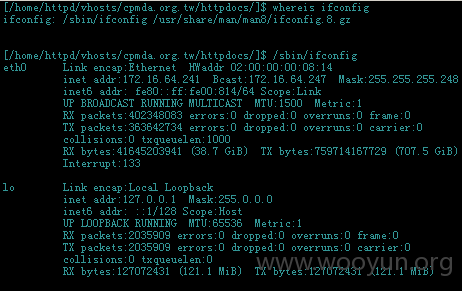 [/home/httpd/vhosts/cpmda.org.tw/httpdocs/]$ whereis ifconfig
ifconfig: /sbin/ifconfig /usr/share/man/man8/ifconfig.8.gz
[/home/httpd/vhosts/cpmda.org.tw/httpdocs/]$ /sbin/ifconfig
eth0 Link encap:Ethernet HWaddr 02:00:00:00:08:14
inet addr:172.16.64.241 Bcast:172.16.64.247 Mask:255.255.255.248
inet6 addr: fe80::ff:fe00:814/64 Scope:Link
UP BROADCAST RUNNING MULTICAST MTU:1500 Metric:1
RX packets:402348083 errors:0 dropped:0 overruns:0 frame:0
TX packets:363642734 errors:0 dropped:0 overruns:0 carrier:0
collisions:0 txqueuelen:1000
RX bytes:41645203941 (38.7 GiB) TX bytes:759714167729 (707.5 GiB)
Interrupt:133
lo Link encap:Local Loopback
inet addr:127.0.0.1 Mask:255.0.0.0
inet6 addr: ::1/128 Scope:Host
UP LOOPBACK RUNNING MTU:65536 Metric:1
RX packets:2035909 errors:0 dropped:0 overruns:0 frame:0
TX packets:2035909 errors:0 dropped:0 overruns:0 carrier:0
collisions:0 txqueuelen:0
RX bytes:127072431 (121.1 MiB) TX bytes:127072431 (121.1 MiB)
www.wooyun.org